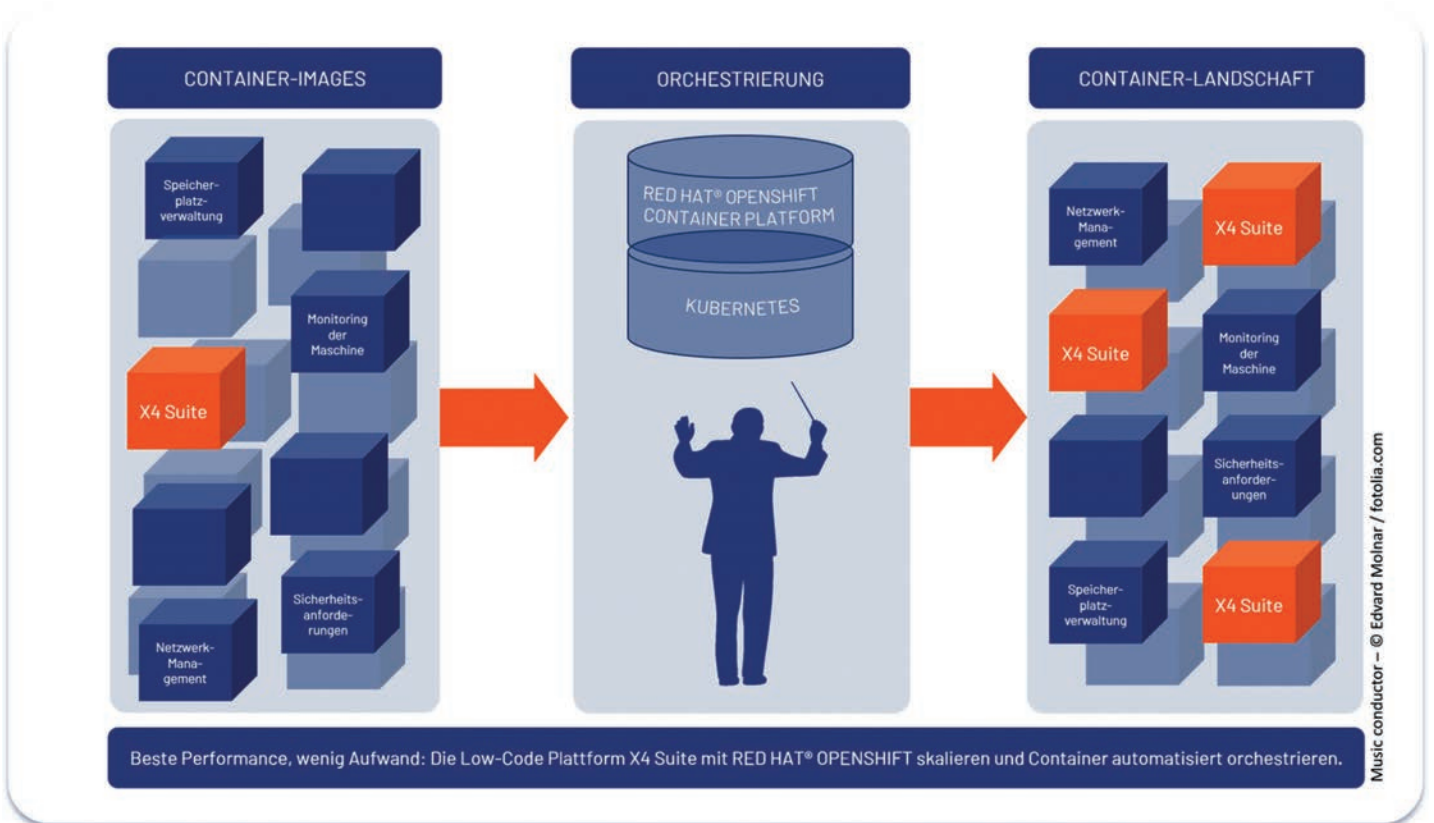 CONTAINER-IMAGES
Speicher-
platz-
verwaltung
Monitoring
der
Maschine
X4 Suite
Sicherheits-
anforde-
rungen
Netzwerk-
Mana-
gement
ORCHESTRIERUNG
RED HAT® OPENSHIFT
CONTAINER PLATFORM
KUBERNETES
CONTAINER-LANDSCHAFT
Netzwerk-
Mana-
gement
X4 Suite
X4 Suite
Monitoring
der
Maschine
Sicherheits-
anforder-
ungen
Speicher-
platz-
verwaltung
X4 Suite
Beste Performance, wenig Aufwand: Die Low-Code Plattform X4 Suite mit RED HAT® OPENSHIFT skalieren und Container automatisiert orchestrieren.
Music conductor – © Edvard Molnar / fotolia.com